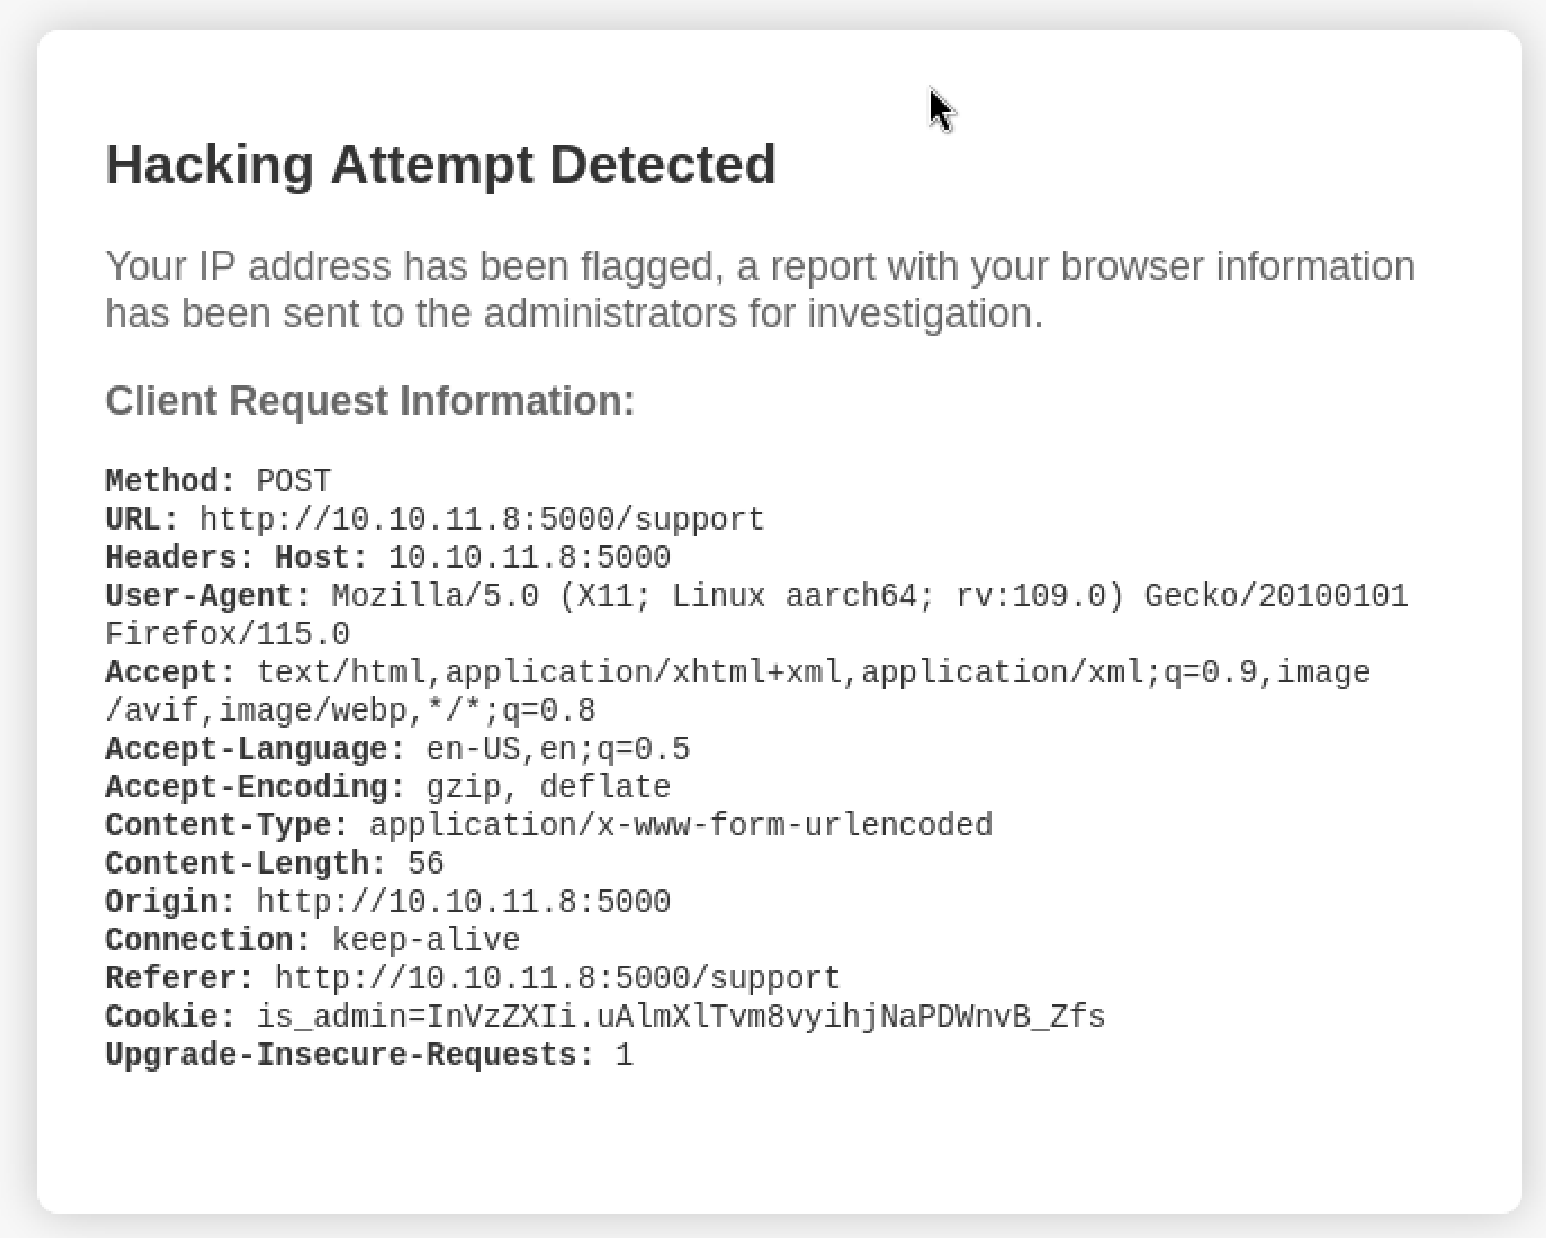 Hacking Attempt Detected
Your IP address has been flagged, a report with your browser information
has been sent to the administrators for investigation.
Client Request Information:
Method: POST
URL: http://10.10.11.8:5000/support
Headers: Host: 10.10.11.8:5000
User-Agent: Mozilla/5.0 (X11; Linux aarch64; rv:109.0) Gecko/20100101
Firefox/115.0
Accept: text/html,application/xhtml+xml,application/xml;q=0.9,image
/avif,image/webp,*/*;q=0.8
Accept-Language: en-US,en;q=0.5
Accept-Encoding: gzip, deflate
Content-Type: application/x-www-form-urlencoded
Content-Length: 56
Origin: http://10.10.11.8:5000
Connection: keep-alive
Referer: http://10.10.11.8:5000/support
Cookie: is_admin=InVzZXIi.uAlmXlTvm8vyihjNaPDWnvB_Zfs
Upgrade-Insecure-Requests: 1